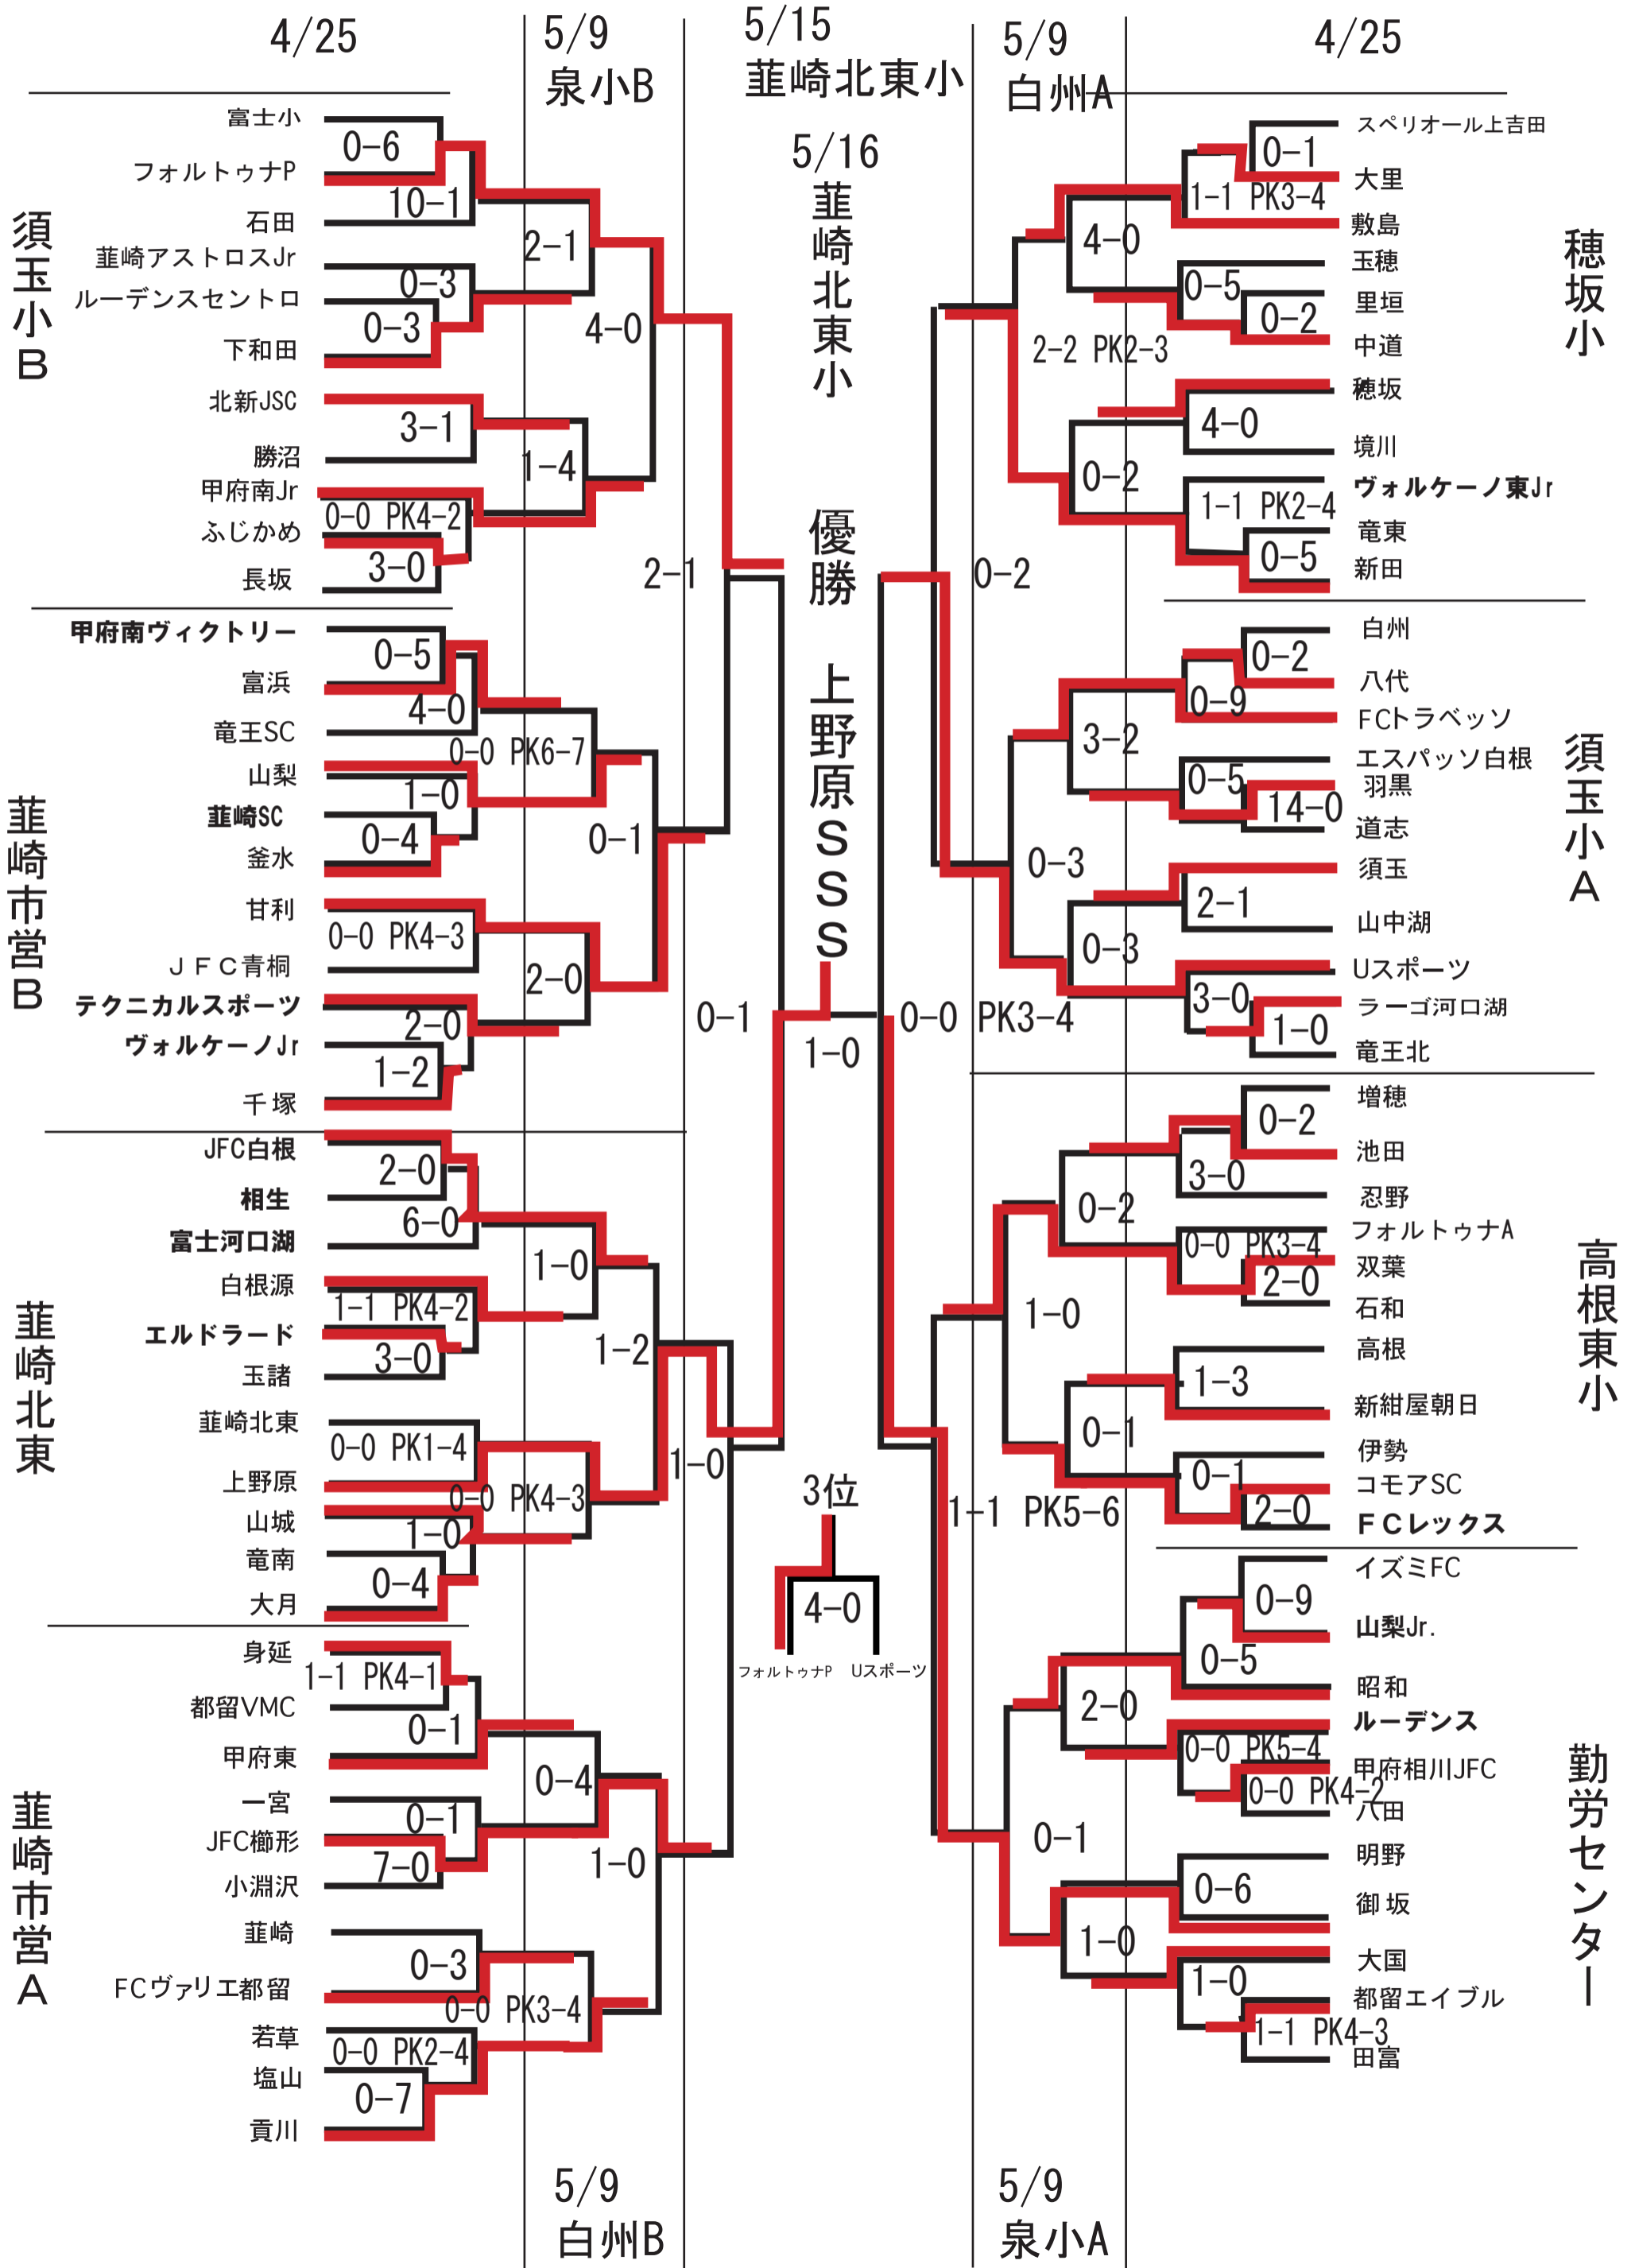 4/25
5/9
泉小B
5/15
韮崎北東小
5/16
韮崎北東小
5/9
白州A
4/25
須玉小B
富士小
0-6
フォルトゥナP
10-1
石田
2-1
韮崎アストロスJr
0-3
ルーデンスセントロ
0-3
下和田
4-0
北新JSC
3-1
勝沼
1-4
甲府南Jr
0-0 PK4-2
ふじかめ
3-0
長坂
2-1
韮崎市営B
甲府南ヴィクトリー
0-5
富浜
4-0
竜王SC
0-0 PK6-7
山梨
1-0
韮崎SC
0-4
釜水
0-1
甘利
0-0 PK4-3
JFC青桐
2-0
テクニカルスポーツ
2-0
ヴォルケーノJr
1-2
千塚
0-1
韮崎北東
JFC白根
2-0
相生
6-0
富士河口湖
1-0
白根源
1-1 PK4-2
エルドラード
3-0
玉諸
1-2
韮崎北東
0-0 PK1-4
上野原
0-0 PK4-3
山城
1-0
竜南
0-4
大月
1-0
韮崎市営A
身延
1-1 PK4-1
都留VMC
0-1
甲府東
0-4
一宮
0-1
JFC櫛形
7-0
小淵沢
1-0
韮崎
0-3
FCヴァリエ都留
0-0 PK3-4
若草
0-0 PK2-4
塩山
0-7
貢川
5/9
白州B
優勝 上野原SSS
1-0
3位
4-0
フォルトゥナP Uスポーツ
穂坂小
スペリオール上吉田
0-1
大里
1-1 PK3-4
敷島
4-0
玉穂
0-5
里垣
0-2
中道
2-2 PK2-3
穂坂
4-0
境川
0-2
ヴォルケーノ東Jr
1-1 PK2-4
竜東
0-5
新田
0-2
須玉小A
白州
0-2
八代
0-9
FCトラベッソ
3-2
エスパッソ白根
0-5
羽黒
14-0
道志
0-3
須玉
2-1
山中湖
0-3
Uスポーツ
3-0
ラーゴ河口湖
1-0
竜王北
0-0 PK3-4
高根東小
増穂
0-2
池田
3-0
忍野
0-2
フォルトゥナA
0-0 PK3-4
双葉
2-0
石和
1-0
高根
1-3
新紺屋朝日
0-1
伊勢
0-1
コモアSC
2-0
FCレックス
1-1 PK5-6
勤労センター
イズミFC
0-9
山梨Jr.
0-5
昭和
2-0
ルーデンス
0-0 PK5-4
甲府相川JFC
0-0 PK4-2
八田
0-1
明野
0-6
御坂
1-0
大国
1-0
都留エイブル
1-1 PK4-3
田富
5/9
泉小A